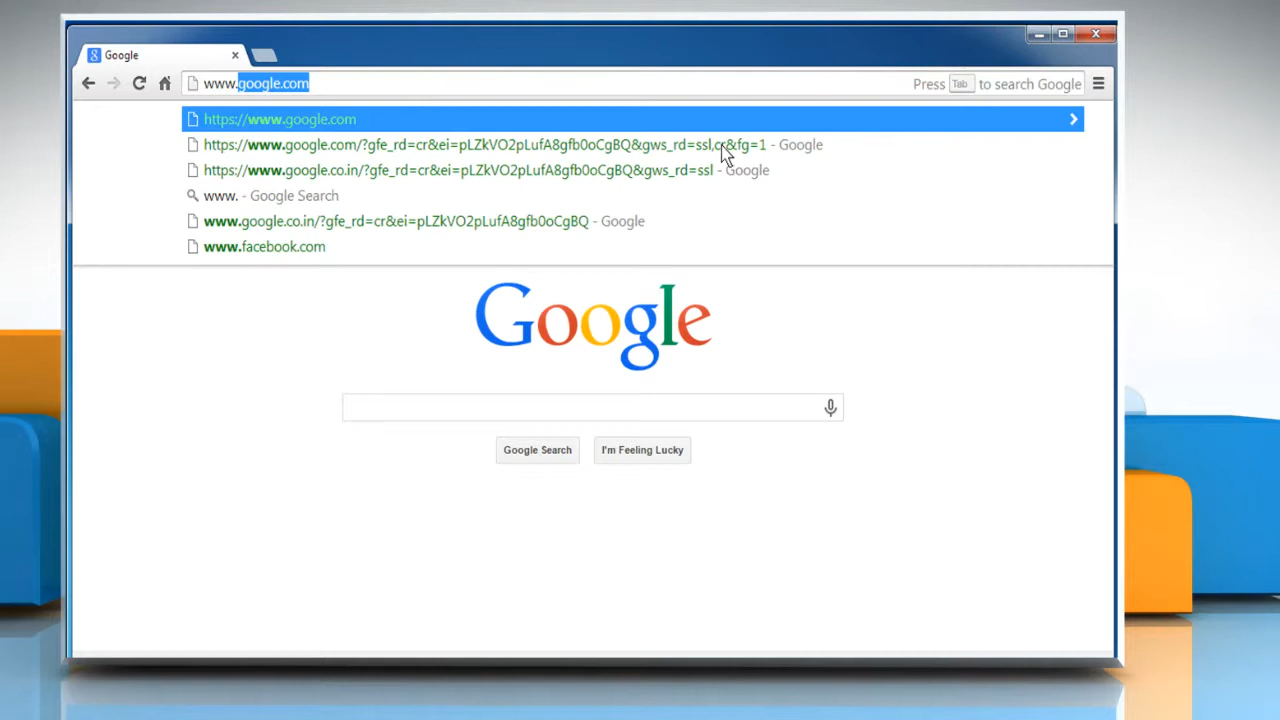 Google
www.google.com Press Tab to search Google
https://www.google.com
https://www.google.com/?gfe_rd=cr&ei=pLZkVO2pLufA8gfb0oCgBQ&gws_rd=ssl,cr&fg=1 - Google
https://www.google.co.in/?gfe_rd=cr&ei=pLZkVO2pLufA8gfb0oCgBQ&gws_rd=ssl - Google
www. - Google Search
www.google.co.in/?gfe_rd=cr&ei=pLZkVO2pLufA8gfb0oCgBQ - Google
www.facebook.com
Google
Google Search I'm Feeling Lucky